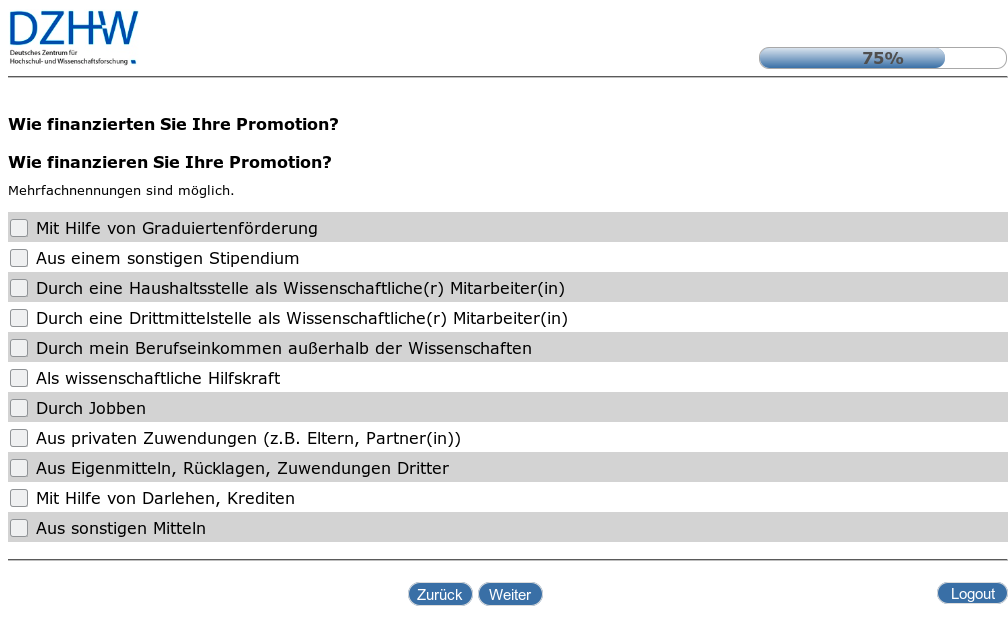 DZHW
Deutsches Zentrum für
Hochschul- und Wissenschaftsforschung
75%
Wie finanzierten Sie Ihre Promotion?
Wie finanzieren Sie Ihre Promotion?
Mehrfachnennungen sind möglich.
Mit Hilfe von Graduiertenförderung
Aus einem sonstigen Stipendium
Durch eine Haushaltsstelle als Wissenschaftliche(r) Mitarbeiter(in)
Durch eine Drittmittelstelle als Wissenschaftliche(r) Mitarbeiter(in)
Durch mein Berufseinkommen außerhalb der Wissenschaften
Als wissenschaftliche Hilfskraft
Durch Jobben
Aus privaten Zuwendungen (z.B. Eltern, Partner(in))
Aus Eigenmitteln, Rücklagen, Zuwendungen Dritter
Mit Hilfe von Darlehen, Krediten
Aus sonstigen Mitteln
Zurück Weiter Logout